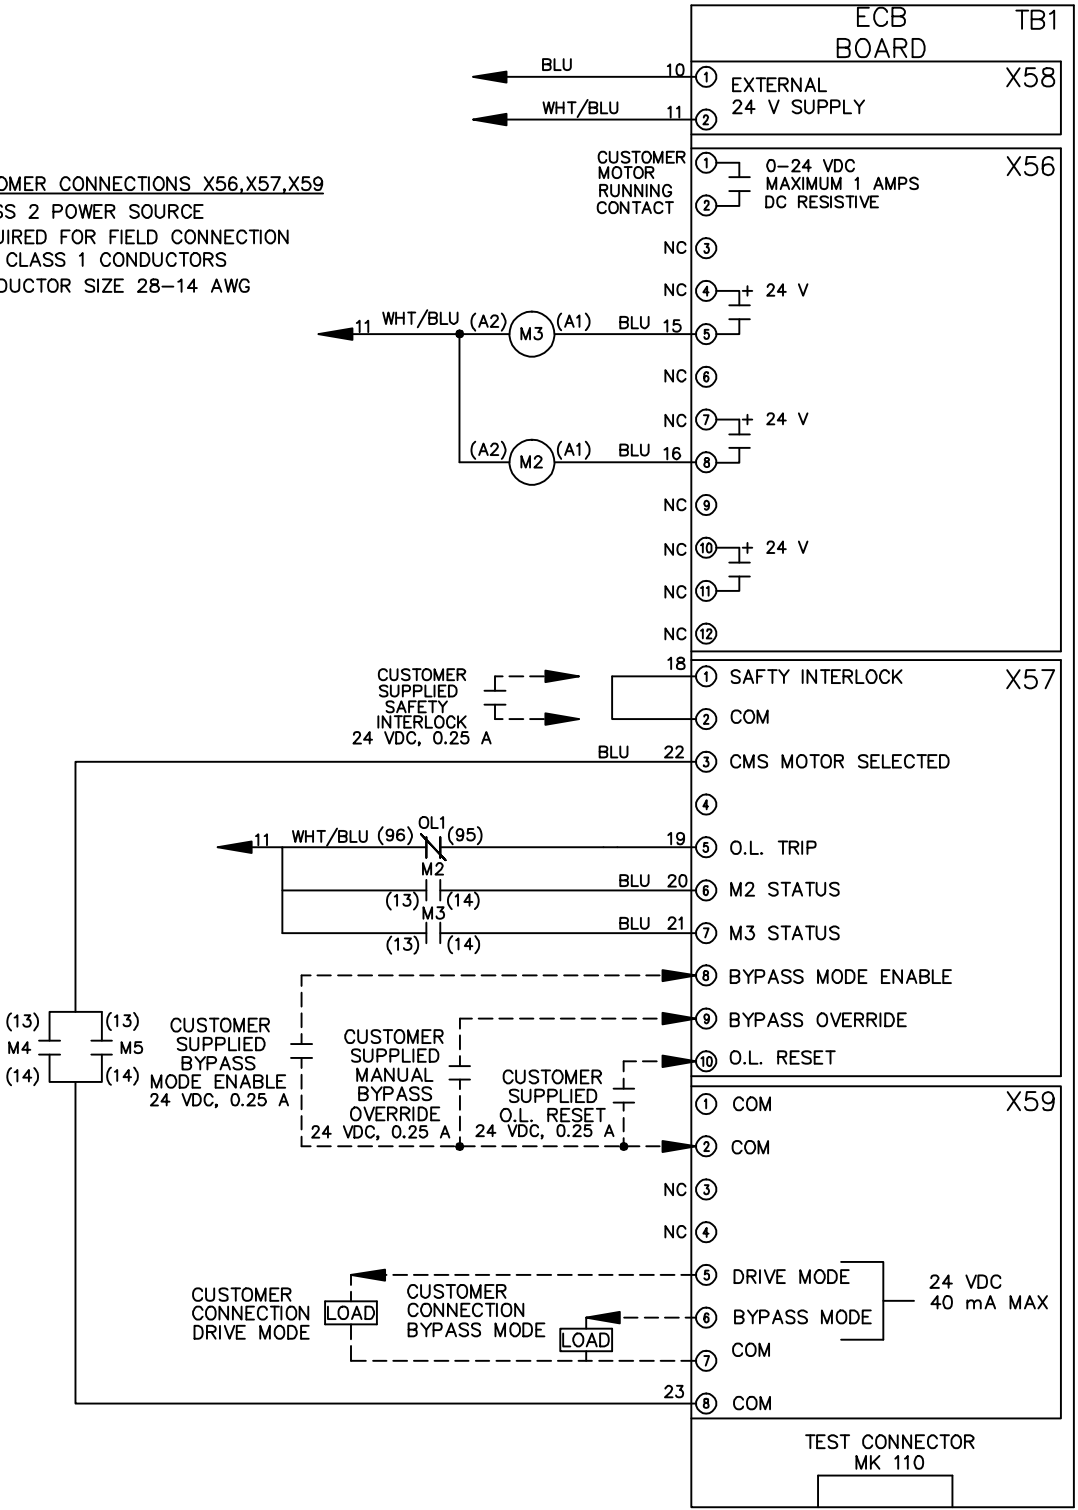 ECB
BOARD
TB1
X58
BLU 10 1 EXTERNAL
24 V SUPPLY
WHT/BLU 11 2
OMER CONNECTIONS X56,X57,X59
SS 2 POWER SOURCE
UIRED FOR FIELD CONNECTION
CLASS 1 CONDUCTORS
DUCTOR SIZE 28-14 AWG
X56
CUSTOMER
MOTOR
RUNNING
CONTACT
1
2
0-24 VDC
MAXIMUM 1 AMPS
DC RESISTIVE
NC 3
NC 4 + 24 V
11 WHT/BLU (A2) M3 (A1) BLU 15 5
NC 6
NC 7 + 24 V
(A2) M2 (A1) BLU 16 8
NC 9
NC 10 + 24 V
NC 11
NC 12
X57
CUSTOMER
SUPPLIED
SAFETY
INTERLOCK
24 VDC, 0.25 A
18 1 SAFTY INTERLOCK
2 COM
BLU 22 3 CMS MOTOR SELECTED
4
OL1
11 WHT/BLU (96) (95) 19 5 O.L. TRIP
M2
(13) (14) BLU 20 6 M2 STATUS
M3
(13) (14) BLU 21 7 M3 STATUS
8 BYPASS MODE ENABLE
9 BYPASS OVERRIDE
10 O.L. RESET
(13) (13)
M4 M5
(14) (14)
CUSTOMER
SUPPLIED
BYPASS
MODE ENABLE
24 VDC, 0.25 A
CUSTOMER
SUPPLIED
MANUAL
BYPASS
OVERRIDE
24 VDC, 0.25 A
CUSTOMER
SUPPLIED
O.L. RESET
24 VDC, 0.25 A
X59
1 COM
2 COM
NC 3
NC 4
5 DRIVE MODE
6 BYPASS MODE
7 COM
24 VDC
40 mA MAX
CUSTOMER
CONNECTION
DRIVE MODE
LOAD
CUSTOMER
CONNECTION
BYPASS MODE
LOAD
23 8 COM
TEST CONNECTOR
MK 110